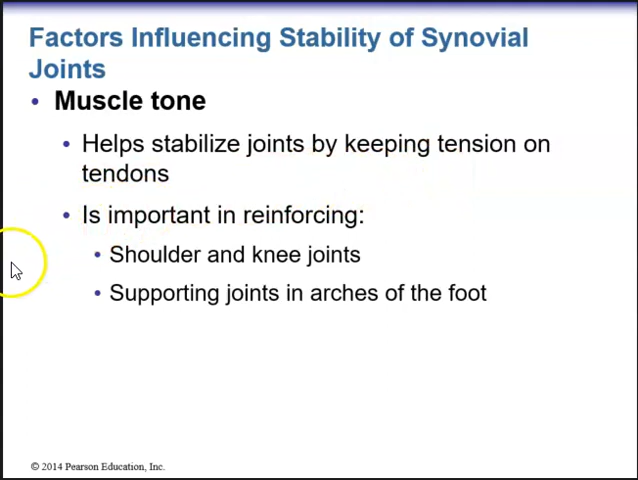 Factors Influencing Stability of Synovial
Joints
• Muscle tone
• Helps stabilize joints by keeping tension on
tendons
• Is important in reinforcing:
• Shoulder and knee joints
• Supporting joints in arches of the foot
© 2014 Pearson Education, Inc.